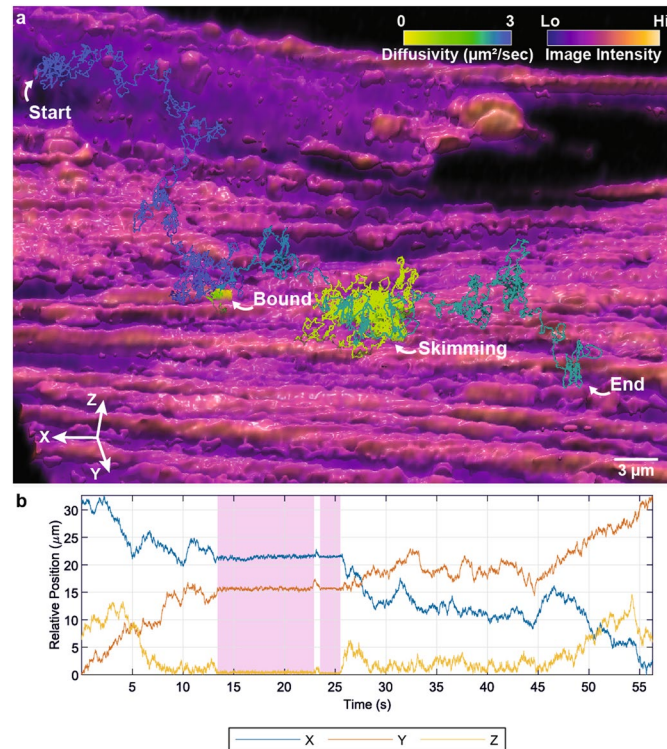 a
0 3
Diffusivity (µm²/sec)
Lo Hi
Image Intensity
Start
Bound
Skimming
End
Z
X
Y
3 µm
b
Relative Position (µm)
30
25
20
15
10
5
0
5 10 15 20 25 30 35 40 45 50 55
Time (s)
X Y Z